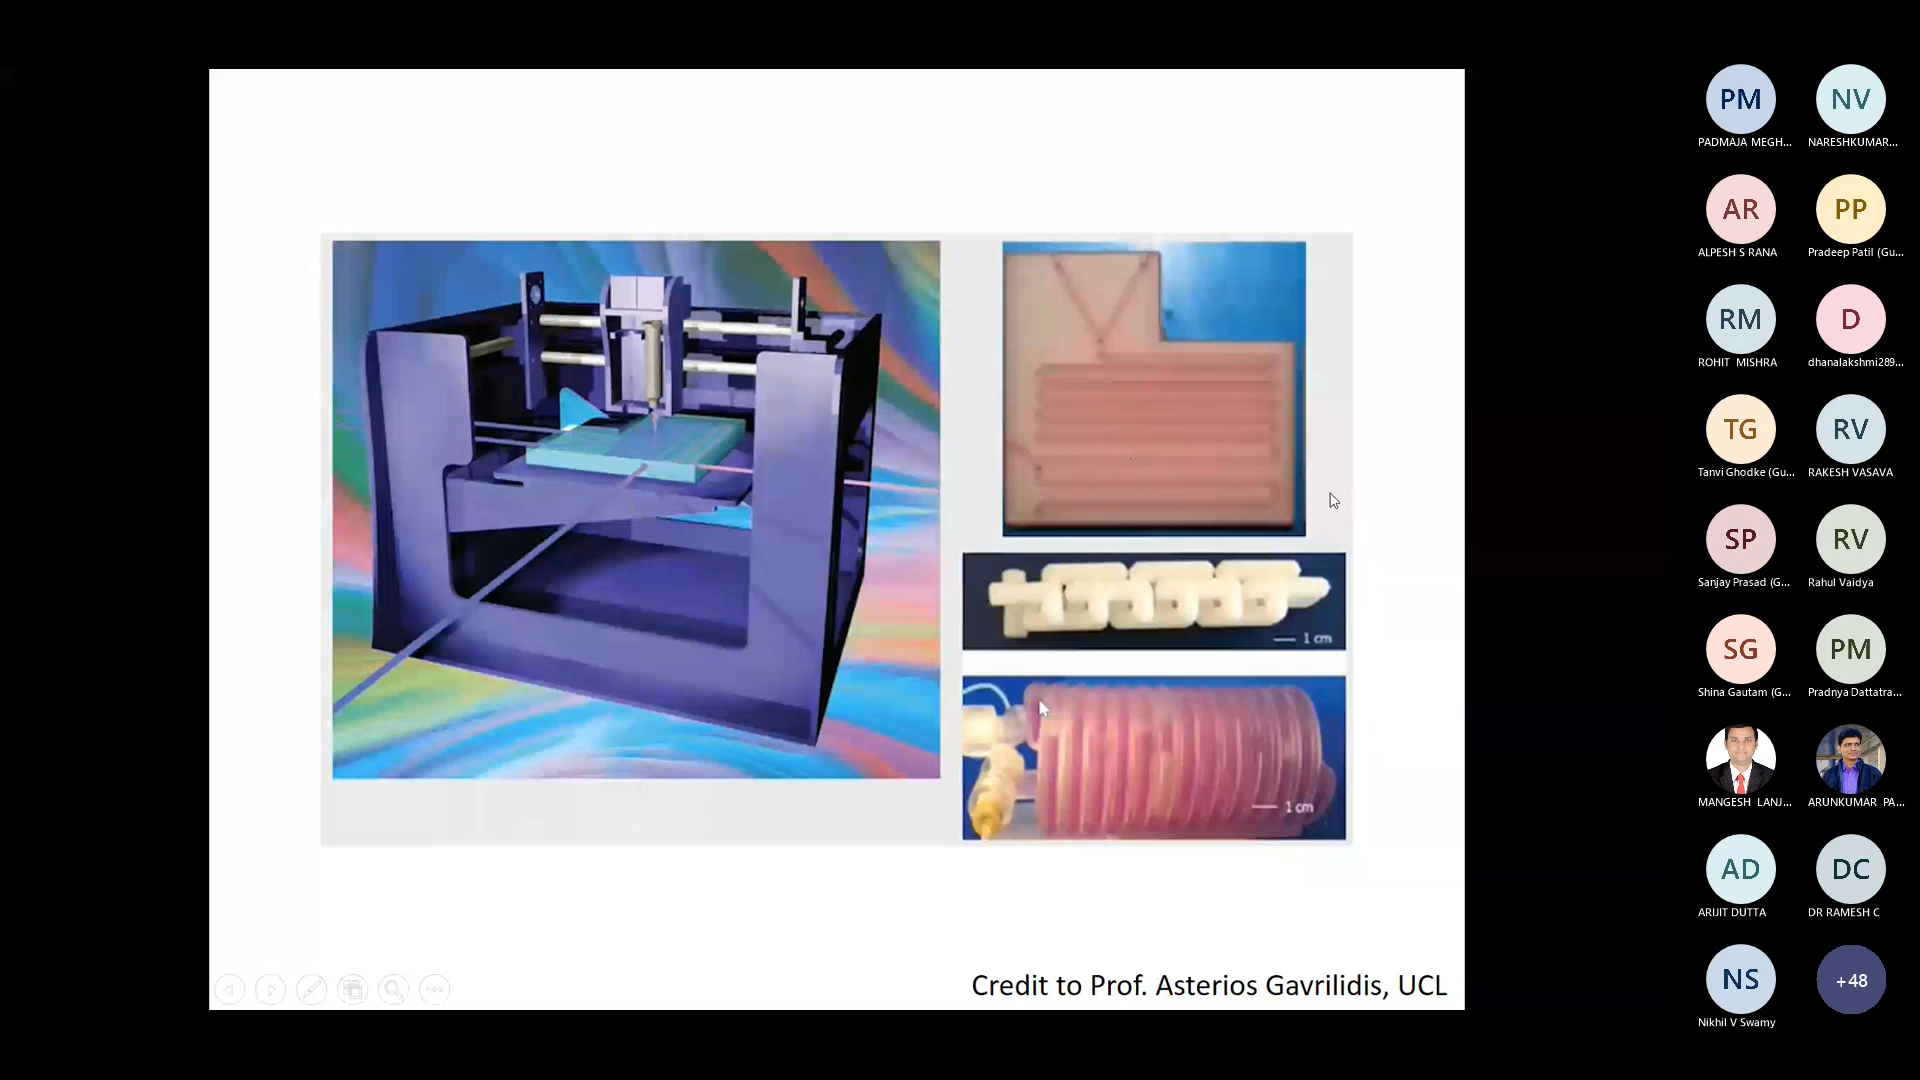 1 cm
1 cm
Credit to Prof. Asterios Gavrilidis, UCL
PM
NV
PADMAJA MEGH...
NARESHKUMAR...
AR
PP
ALPESH S RANA
Pradeep Patil (Gu...
RM
D
ROHIT MISHRA
dhanalakshmi289...
TG
RV
Tanvi Ghodke (Gu...
RAKESH VASAVA
SP
RV
Sanjay Prasad (G...
Rahul Vaidya
SG
PM
Shina Gautam (G...
Pradnya Dattatra...
MANGESH LANJ...
ARUNKUMAR PA...
AD
DC
ARIJIT DUTTA
DR RAMESH C
NS
+48
Nikhil V Swamy